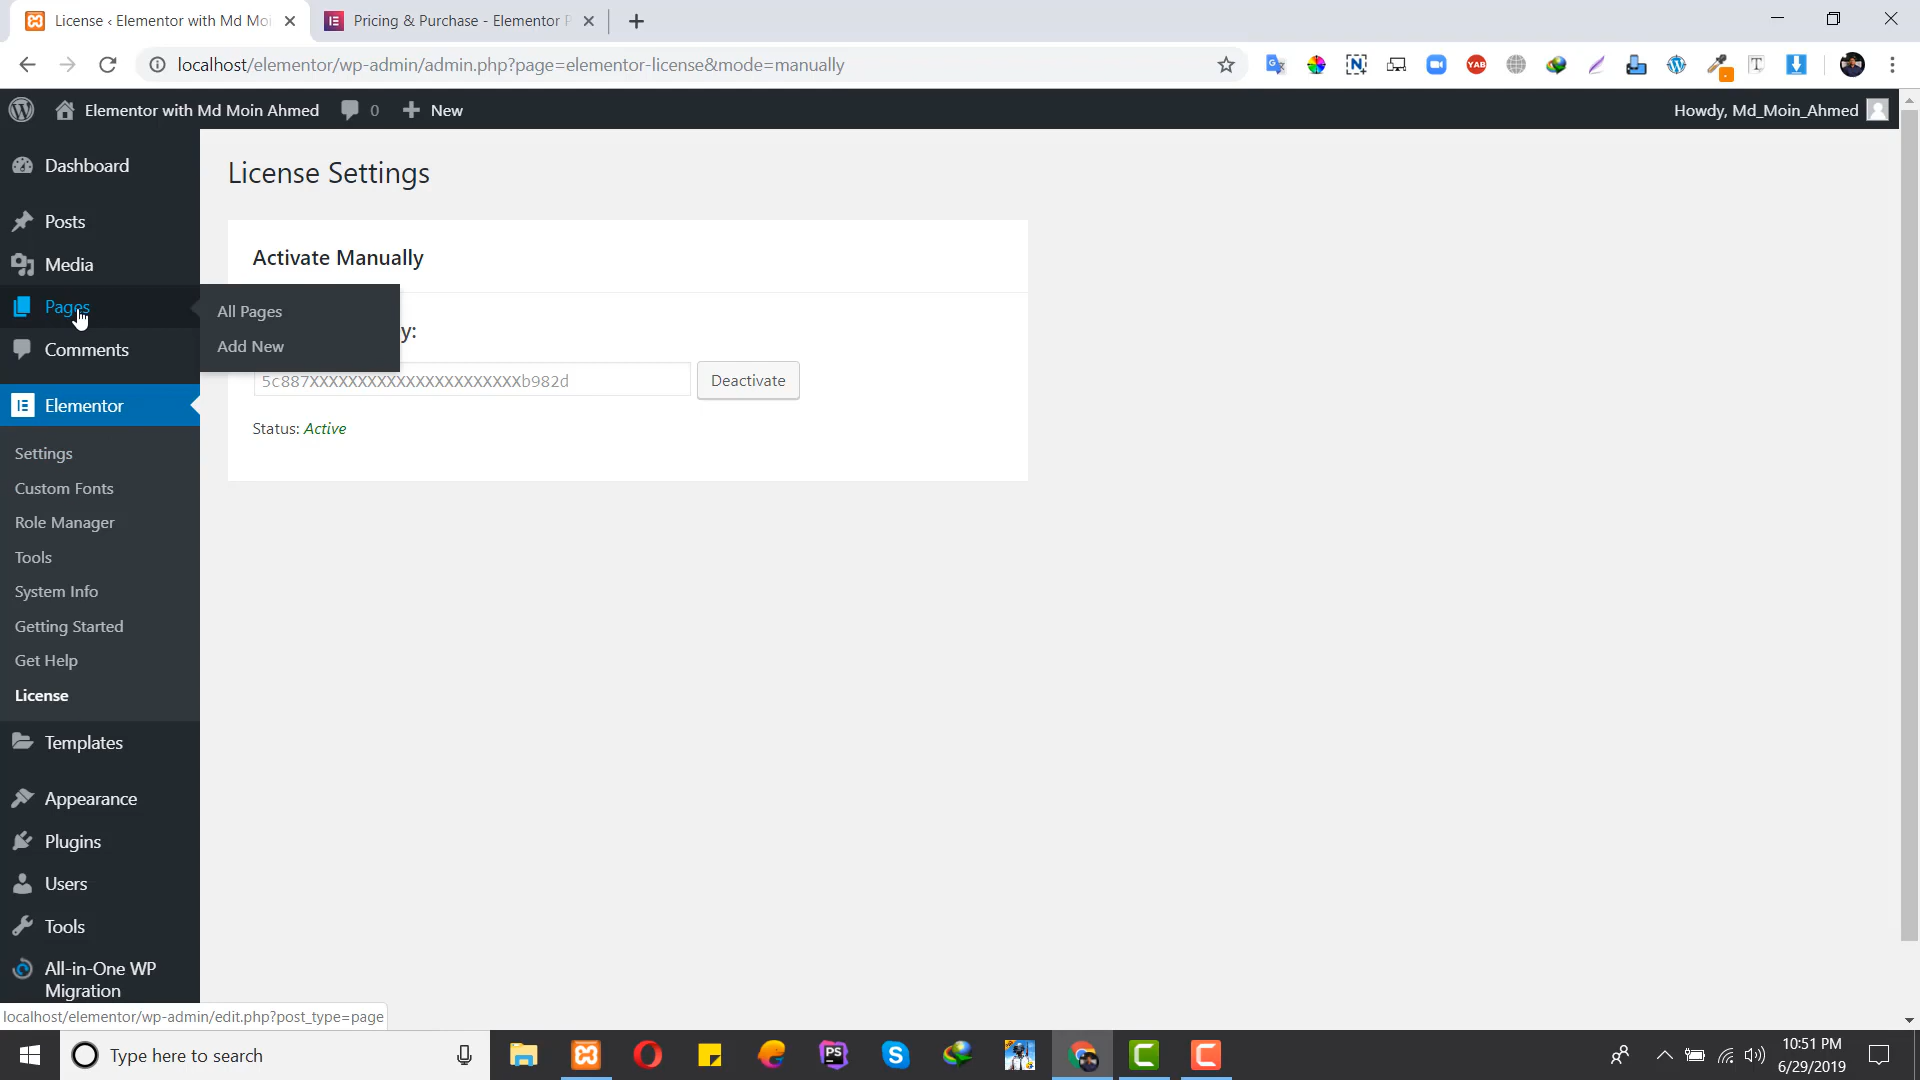 License ‹ Elementor with Md Moi
Pricing & Purchase - Elementor P
localhost/elementor/wp-admin/admin.php?page=elementor-license&mode=manually
Elementor with Md Moin Ahmed
0
New
Howdy, Md_Moin_Ahmed
Dashboard
Posts
Media
Pages
Comments
Elementor
Settings
Custom Fonts
Role Manager
Tools
System Info
Getting Started
Get Help
License
Templates
Appearance
Plugins
Users
Tools
All-in-One WP
Migration
All Pages
Add New
License Settings
Activate Manually
y:
5c887XXXXXXXXXXXXXXXXXXXXXXb982d
Deactivate
Status: Active
localhost/elementor/wp-admin/edit.php?post_type=page
Type here to search
10:51 PM
6/29/2019